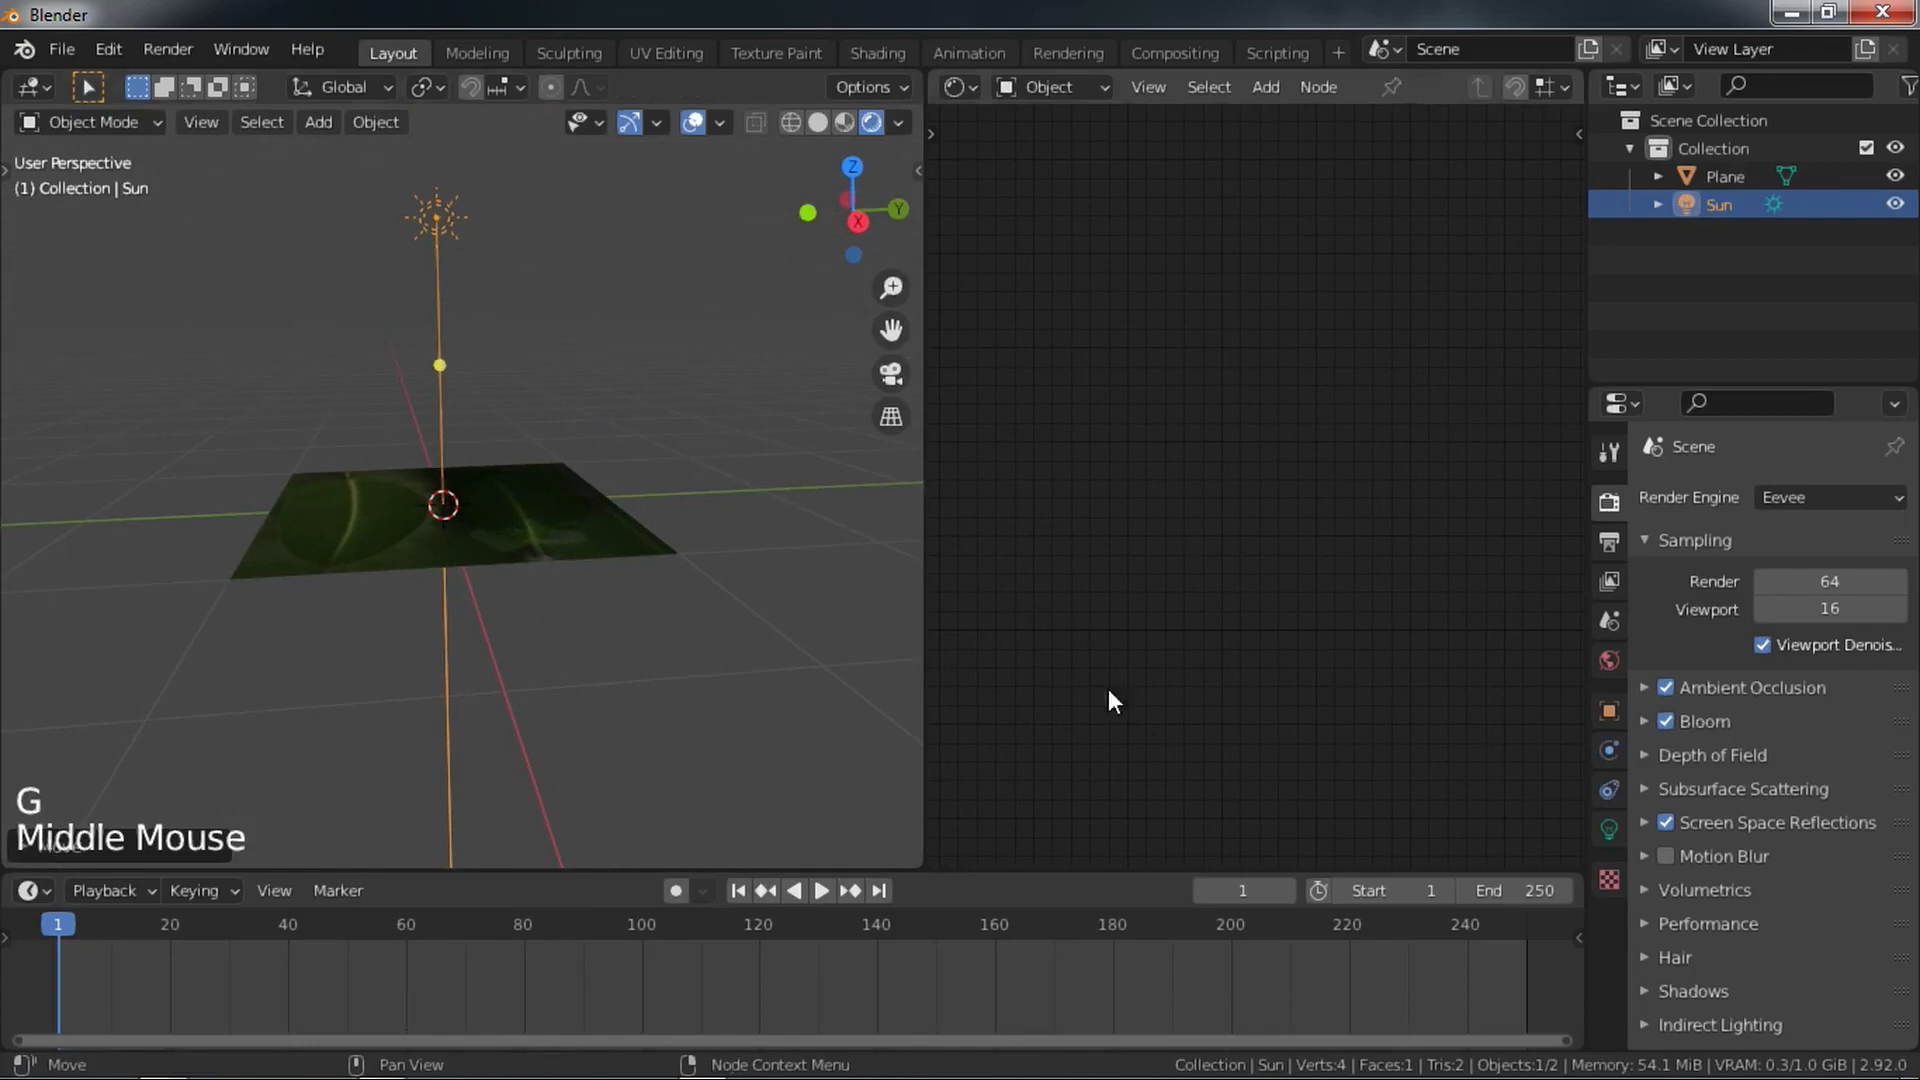 Blender
File Edit Render Window Help Layout Modeling Sculpting UV Editing Texture Paint Shading Animation Rendering Compositing Scripting + Scene View Layer
Global Options Object View Select Add Node
Object Mode View Select Add Object
User Perspective
(1) Collection | Sun
Z
Y
X
G
Middle Mouse
Scene Collection
Collection
Plane
Sun
Scene
Render Engine Eevee
Sampling
Render 64
Viewport 16
Viewport Denois...
Ambient Occlusion
Bloom
Depth of Field
Subsurface Scattering
Screen Space Reflections
Motion Blur
Volumetrics
Performance
Hair
Shadows
Indirect Lighting
Playback Keying View Marker 1 Start 1 End 250
1 20 40 60 80 100 120 140 160 180 200 220 240
Move Pan View Node Context Menu Collection | Sun | Verts:4 | Faces:1 | Tris:2 | Objects:1/2 | Memory: 54.1 MiB | VRAM: 0.3/1.0 GiB | 2.92.0